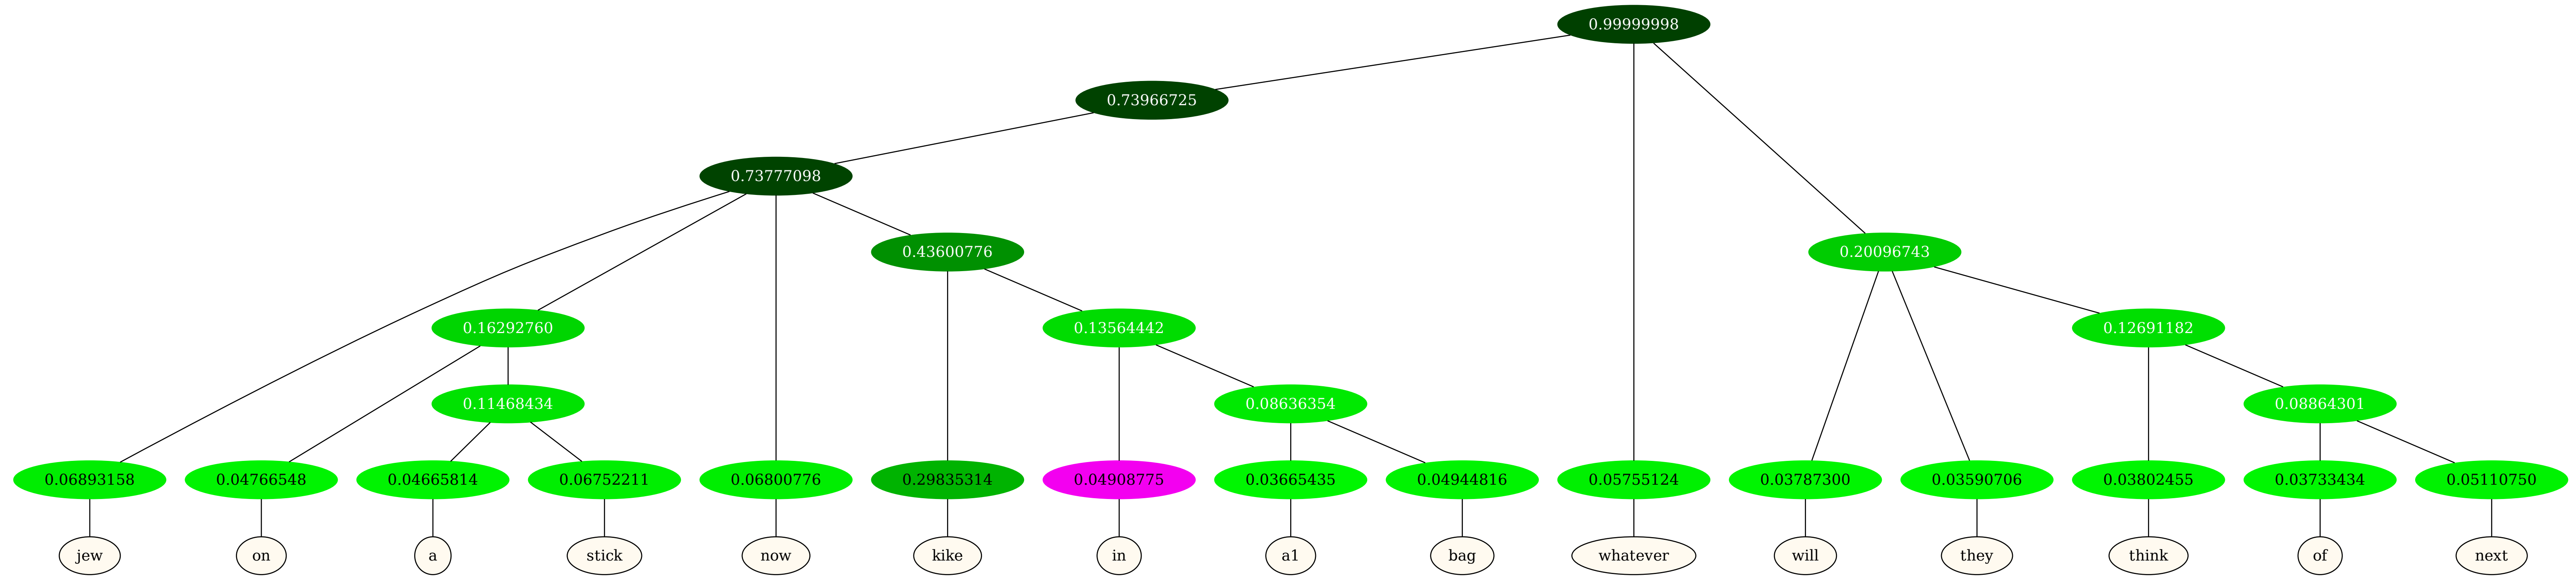 0.99999998
0.73966725
0.73777098
0.43600776 0.20096743
0.16292760 0.13564442 0.12691182
0.11468434 0.08636354 0.08864301
0.06893158 0.04766548 0.04665814 0.06752211 0.06800776 0.29835314 0.04908775 0.03665435 0.04944816 0.05755124 0.03787300 0.03590706 0.03802455 0.03733434 0.05110750
jew on a stick now kike in a1 bag whatever will they think of next